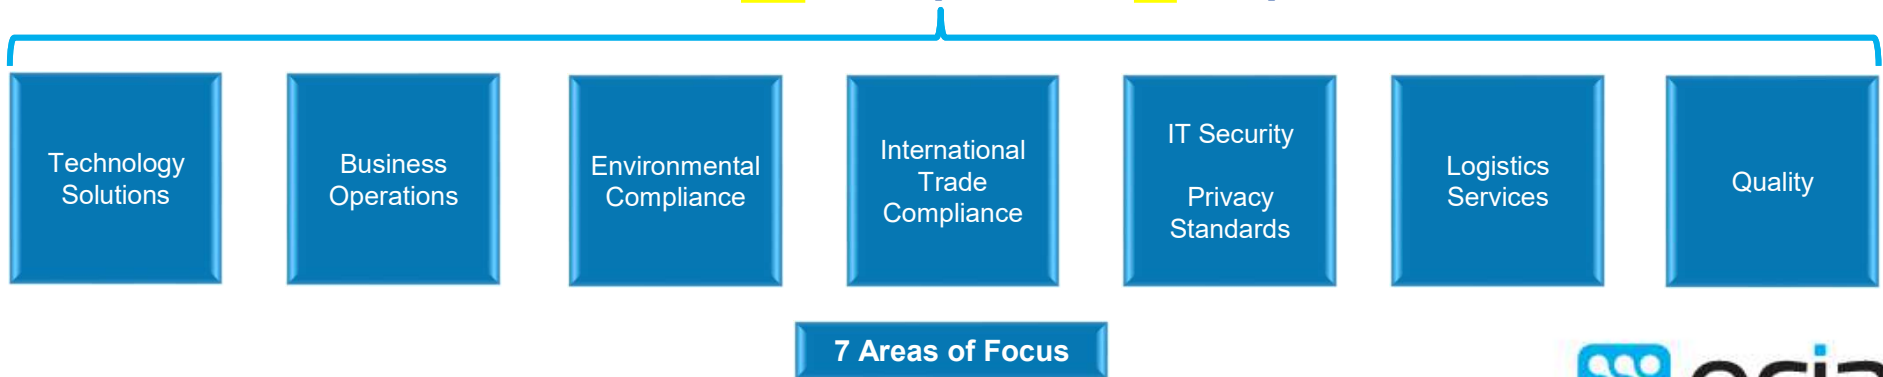 Technology
Solutions
Business
Operations
Environmental
Compliance
International
Trade
Compliance
IT Security
Privacy
Standards
Logistics
Services
Quality
7 Areas of Focus